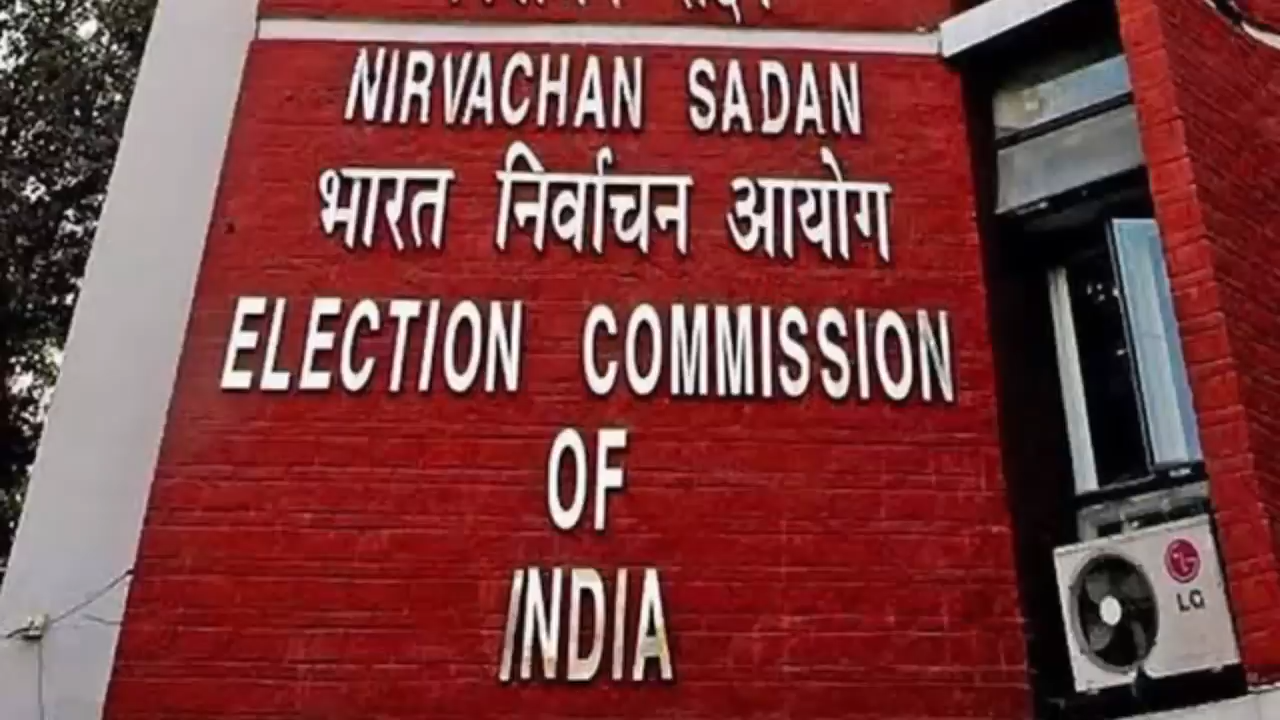 NIRVACHAN SADAN
भारत निर्वाचन आयोग
ELECTION COMMISSION
OF
INDIA
LG